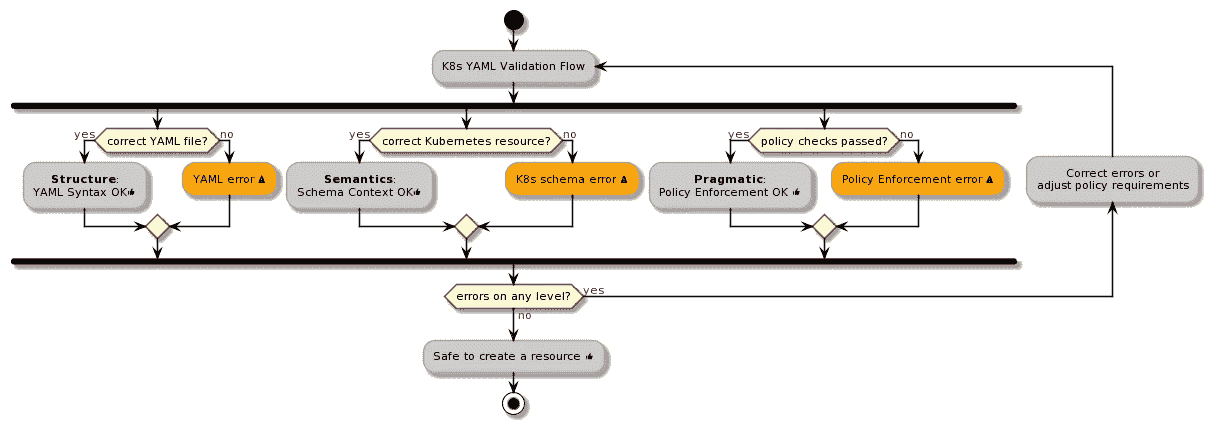 K8s YAML Validation Flow
yes
correct YAML file?
no
Structure:
YAML Syntax OK
YAML error
yes
correct Kubernetes resource?
no
Semantics:
Schema Context OK
K8s schema error
yes
policy checks passed?
no
Pragmatic:
Policy Enforcement OK
Policy Enforcement error
Correct errors or
adjust policy requirements
errors on any level?
yes
no
Safe to create a resource